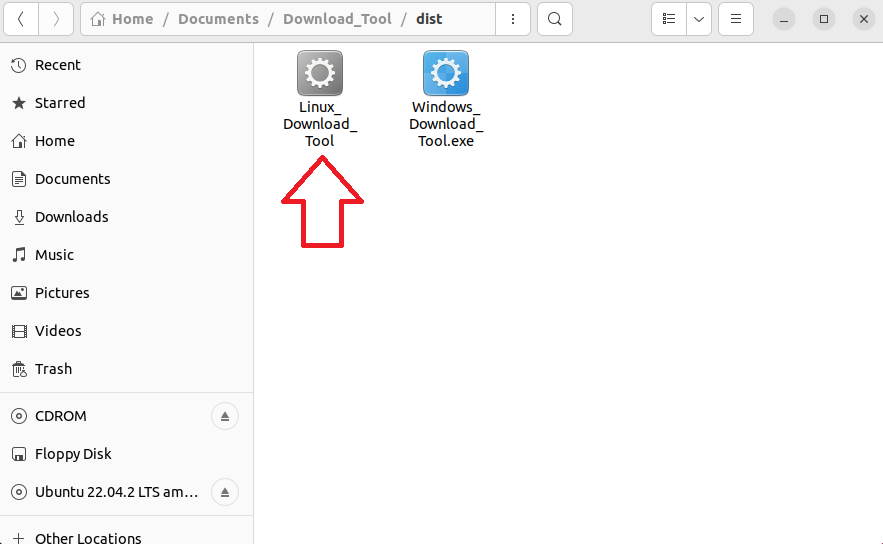 Home / Documents / Download_Tool / dist
Recent
Starred
Home
Documents
Downloads
Music
Pictures
Videos
Trash
CDROM
Floppy Disk
Ubuntu 22.04.2 LTS am…
Other Locations
Linux_
Download_
Tool
Windows_
Download_
Tool.exe